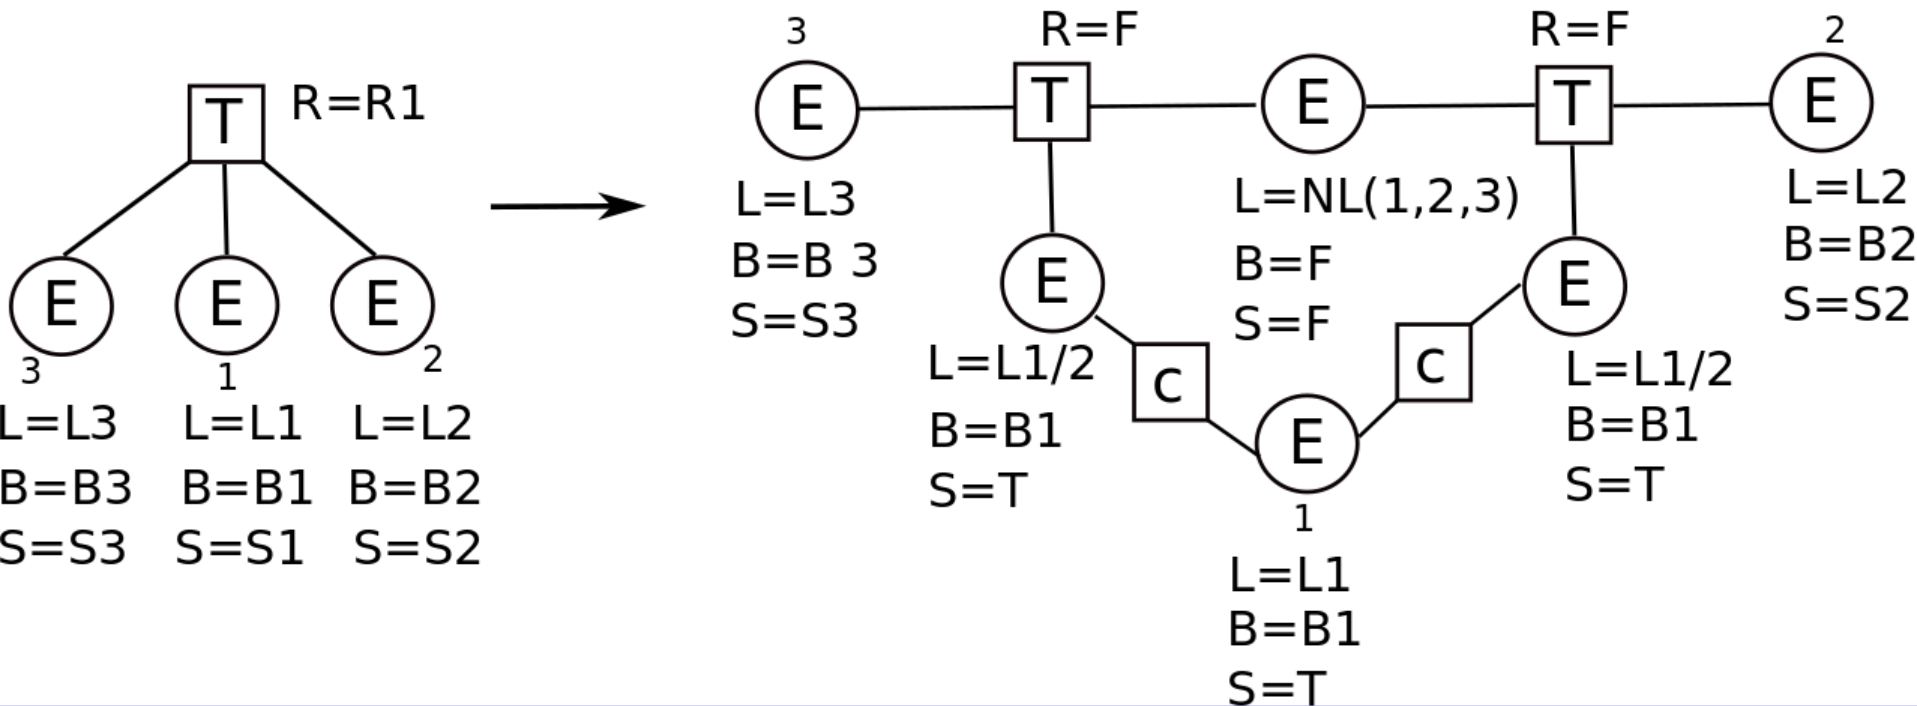 T R=R1
E E E
3 1 2
L=L3 L=L1 L=L2
B=B3 B=B1 B=B2
S=S3 S=S1 S=S2
3 R=F R=F 2
E T E T E
L=L3 L=NL(1,2,3) L=L2
B=B 3 B=F B=B2
S=S3 S=F S=S2
E E
L=L1/2 c c L=L1/2
B=B1 E B=B1
S=T S=T
1
L=L1
B=B1
S=T